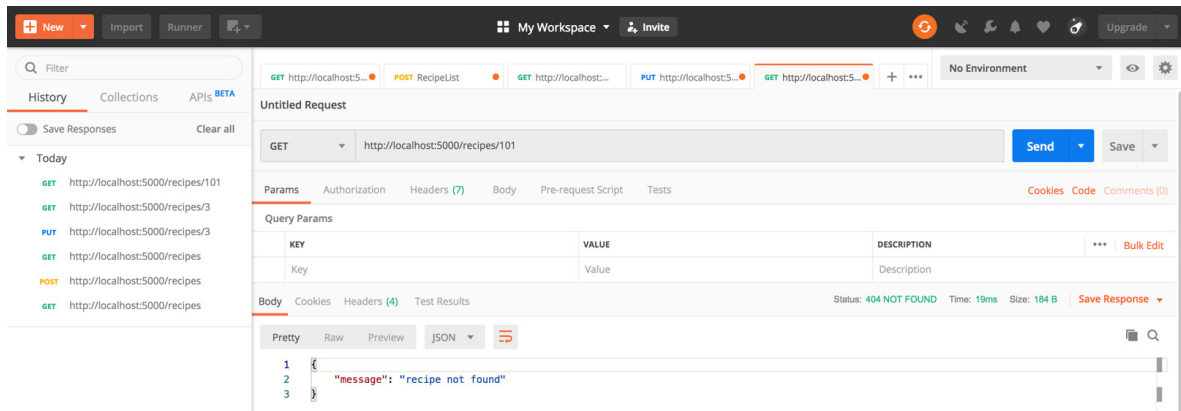 New Import Runner My Workspace Invite Upgrade
Filter
History Collections APIs BETA
Save Responses Clear all
Today
GET http://localhost:5000/recipes/101
GET http://localhost:5000/recipes/3
PUT http://localhost:5000/recipes/3
GET http://localhost:5000/recipes
POST http://localhost:5000/recipes
GET http://localhost:5000/recipes
GET http://localhost:5... POST RecipeList GET http://localhost:... PUT http://localhost:5... GET http://localhost:5... No Environment
Untitled Request
GET http://localhost:5000/recipes/101 Send Save
Params Authorization Headers (7) Body Pre-request Script Tests Cookies Code Comments (0)
Query Params
KEY VALUE DESCRIPTION Bulk Edit
Key Value Description
Body Cookies Headers (4) Test Results Status: 404 NOT FOUND Time: 19ms Size: 184 B Save Response
Pretty Raw Preview JSON
1 {
2 "message": "recipe not found"
3 }